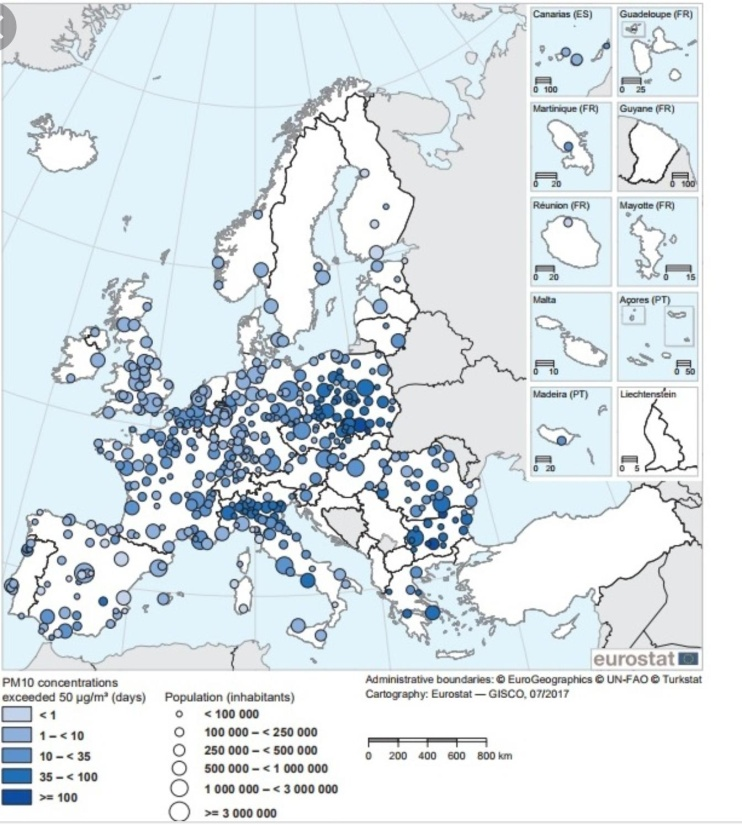 Canarias (ES)
0 100
Guadeloupe (FR)
0 25
Martinique (FR)
0 20
Guyane (FR)
0 100
Réunion (FR)
0 20
Mayotte (FR)
0 15
Malta
0 10
Açores (PT)
0 50
Madeira (PT)
0 20
Liechtenstein
0 5
eurostat
PM10 concentrations
exceeded 50 µg/m³ (days)
< 1
1 – < 10
10 – < 35
35 – < 100
>= 100
Population (inhabitants)
< 100 000
100 000 – < 250 000
250 000 – < 500 000
500 000 – < 1 000 000
1 000 000 – < 3 000 000
>= 3 000 000
Administrative boundaries: © EuroGeographics © UN-FAO © Turkstat
Cartography: Eurostat — GISCO, 07/2017
0 200 400 600 800 km